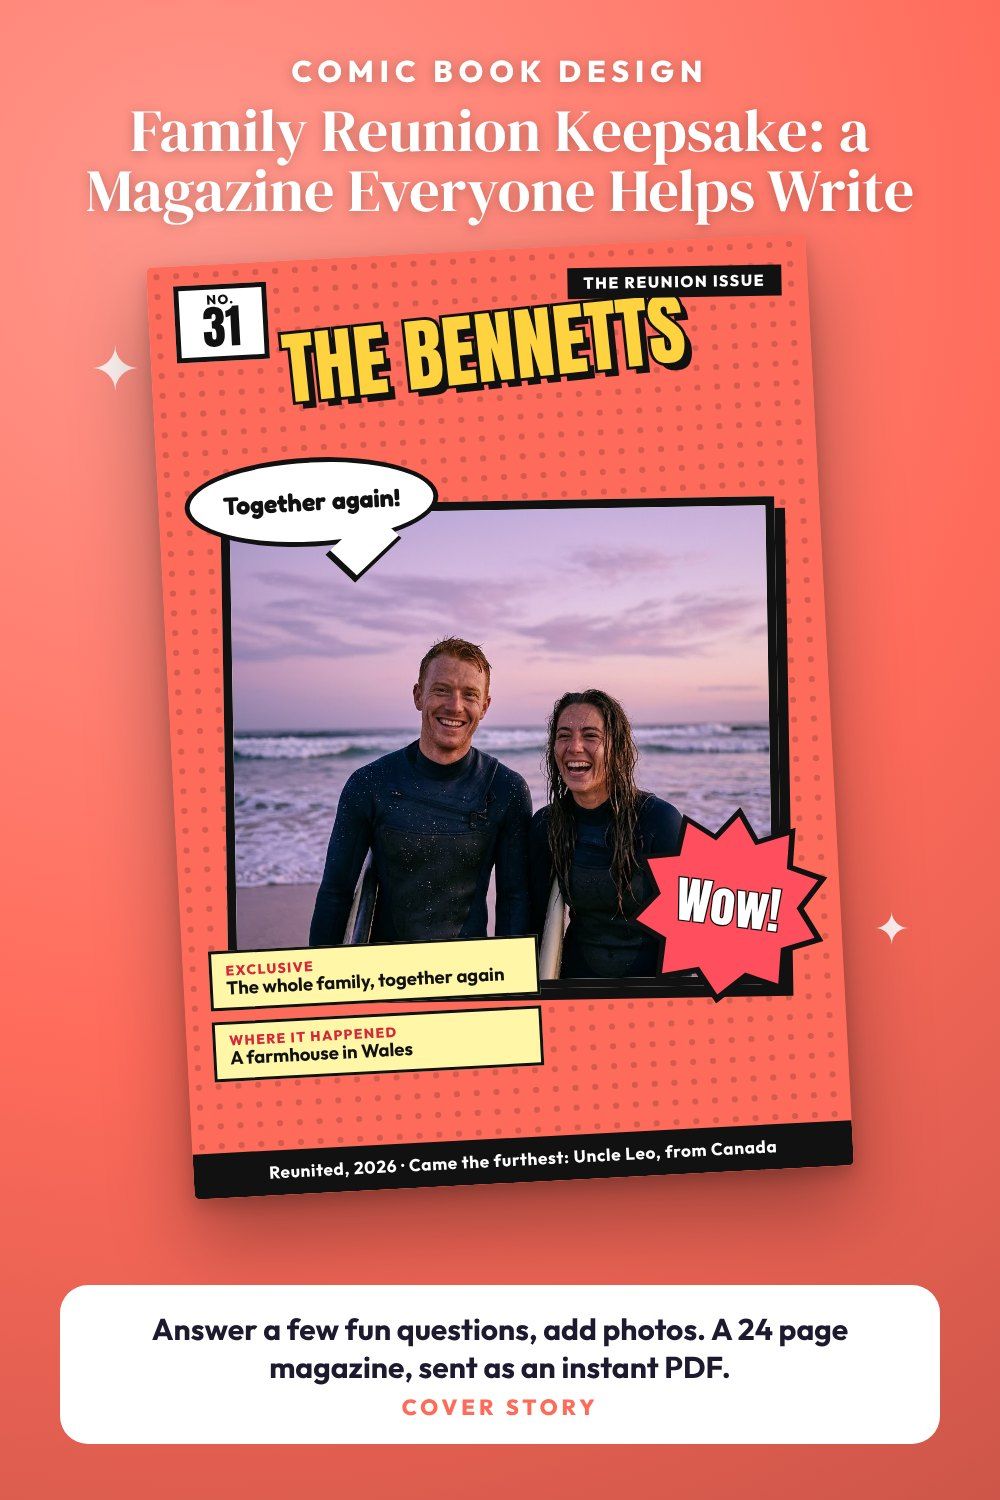 COMIC BOOK DESIGN
Family Reunion Keepsake: a
Magazine Everyone Helps Write
THE REUNION ISSUE
NO.
31
THE BENNETTS
Together again!
Wow!
EXCLUSIVE
The whole family, together again
WHERE IT HAPPENED
A farmhouse in Wales
Reunited, 2026 · Came the furthest: Uncle Leo, from Canada
Answer a few fun questions, add photos. A 24 page
magazine, sent as an instant PDF.
COVER STORY